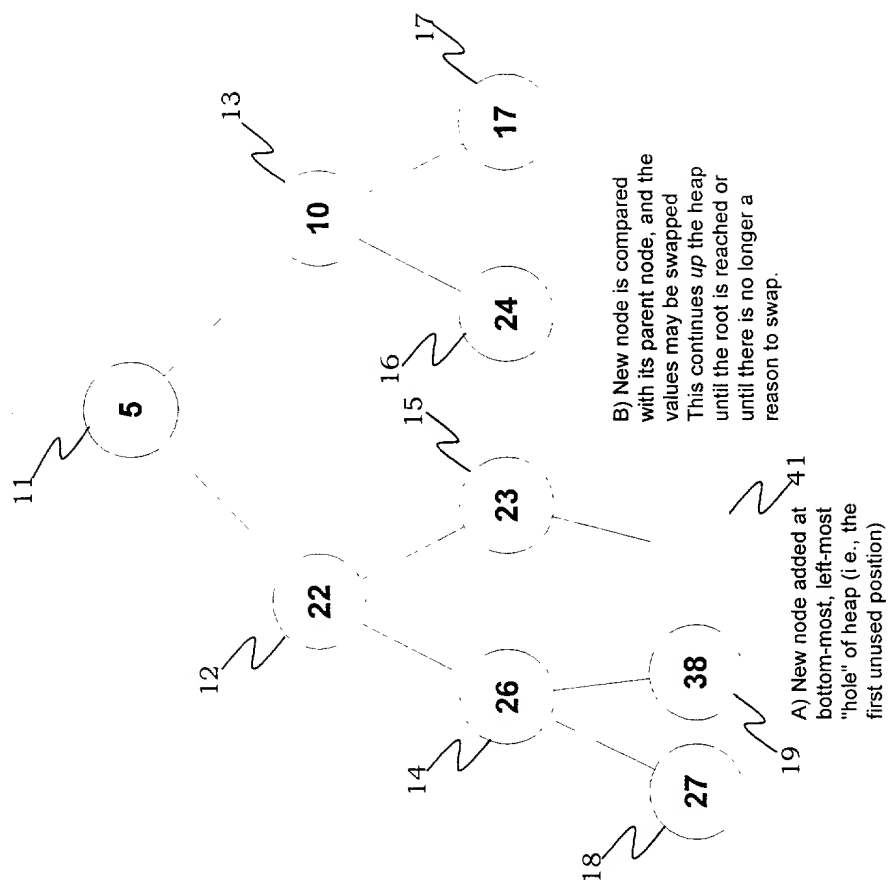 11
5
12
22
13
10
14
26
15
23
16
24
17
17
18
27
19
38
41
A) New node added at
bottom-most, left-most
"hole" of heap (i e., the
first unused position)
B) New node is compared
with its parent node, and the
values may be swapped
This continues up the heap
until the root is reached or
until there is no longer a
reason to swap.